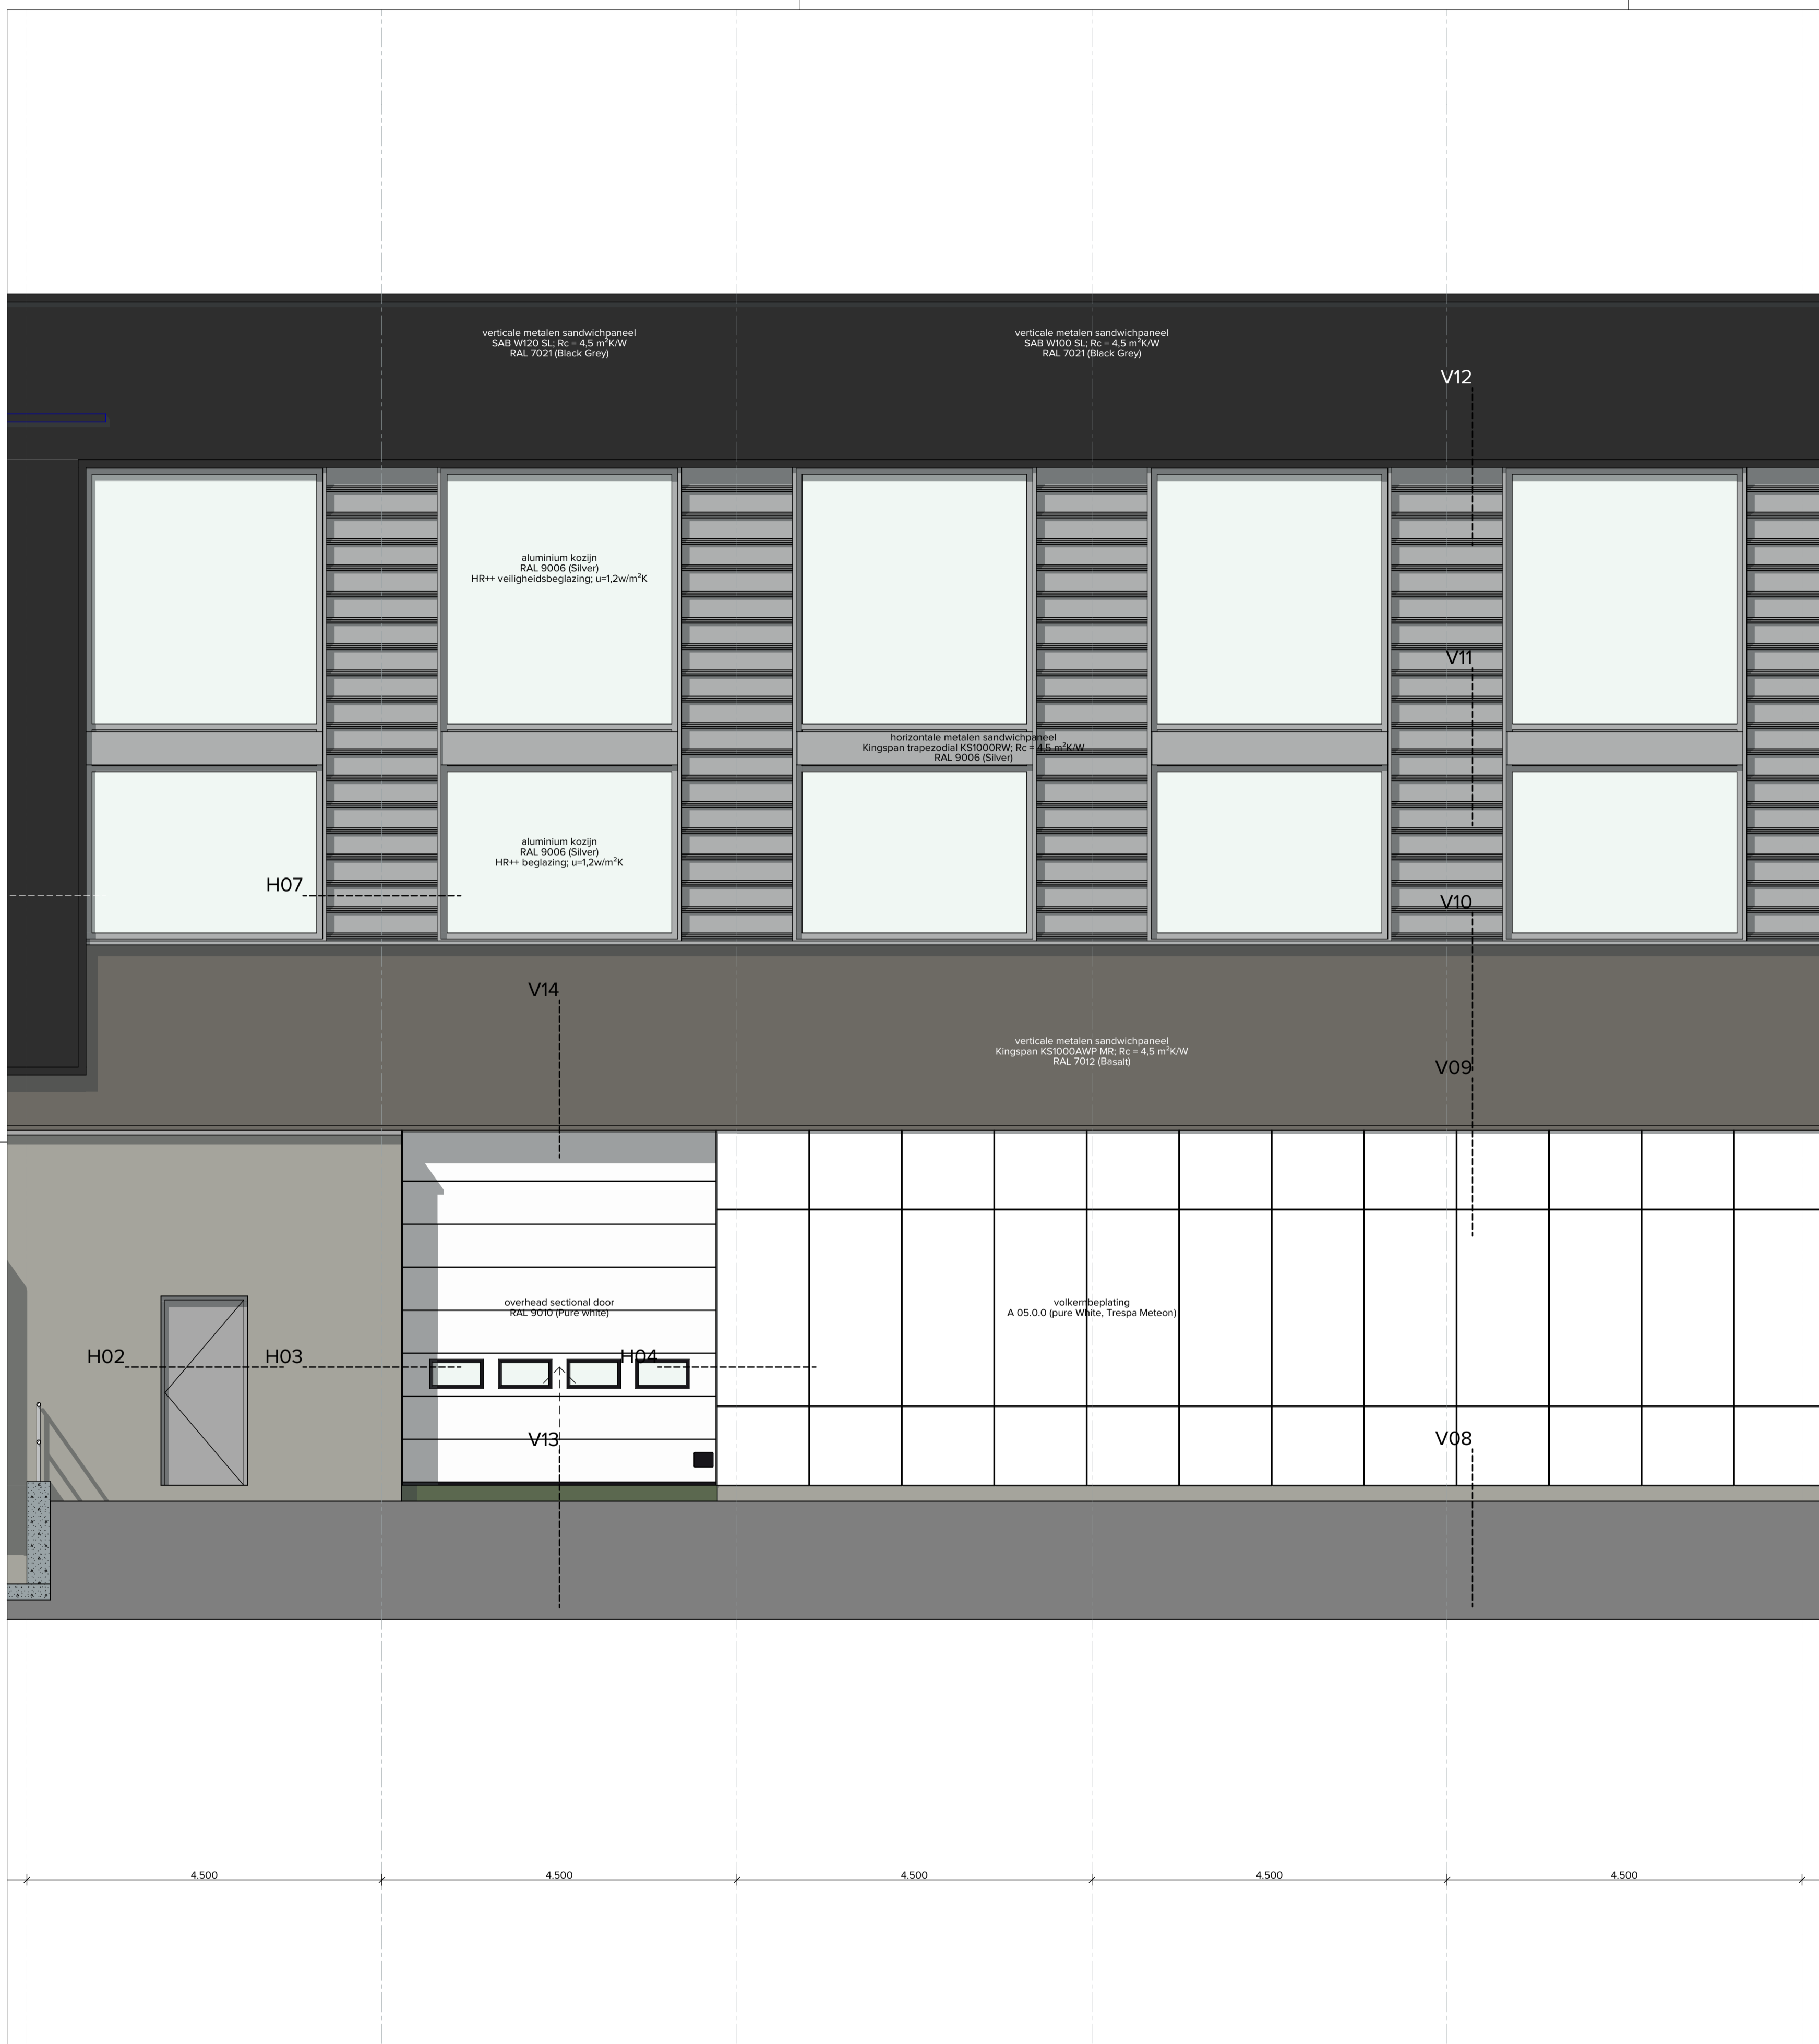 verticale metalen sandwichpaneel
SAB W120 SL; Rc = 4,5 m²K/W
RAL 7021 (Black Grey)
verticale metalen sandwichpaneel
SAB W100 SL; Rc = 4,5 m²K/W
RAL 7021 (Black Grey)
V12
aluminium kozijn
RAL 9006 (Silver)
HR++ veiligheidsbeglazing; u=1,2w/m²K
V11
horizontale metalen sandwichpaneel
Kingspan trapezodial KS1000RW; Rc = 4,5 m²K/W
RAL 9006 (Silver)
aluminium kozijn
RAL 9006 (Silver)
HR++ beglazing; u=1,2w/m²K
H07
V10
V14
verticale metalen sandwichpaneel
Kingspan KS1000AWP MR; Rc = 4,5 m²K/W
RAL 7012 (Basalt)
V09
overhead sectional door
RAL 9010 (Pure white)
volkernbeplating
A 05.0.0 (pure White, Trespa Meteon)
H02
H03
H04
V13
V08
4.500
4.500
4.500
4.500
4.500